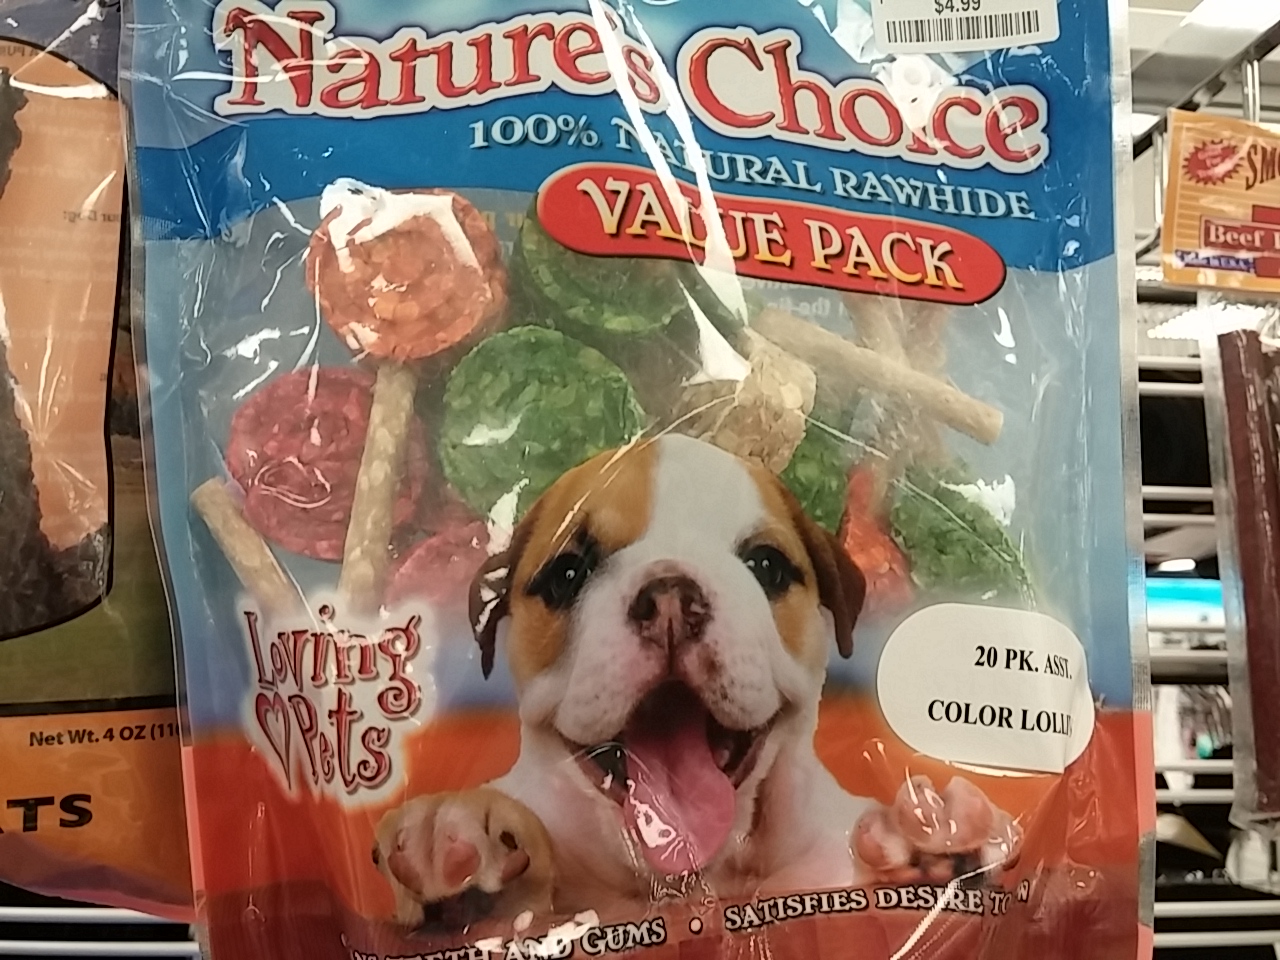 $4.99
Nature's Choice
100% NATURAL RAWHIDE
VALUE PACK
Beef
Loving
Pets
20 PK. ASST.
COLOR
Net Wt. 4 OZ
AND GUMS • SATISFIES DESIRE